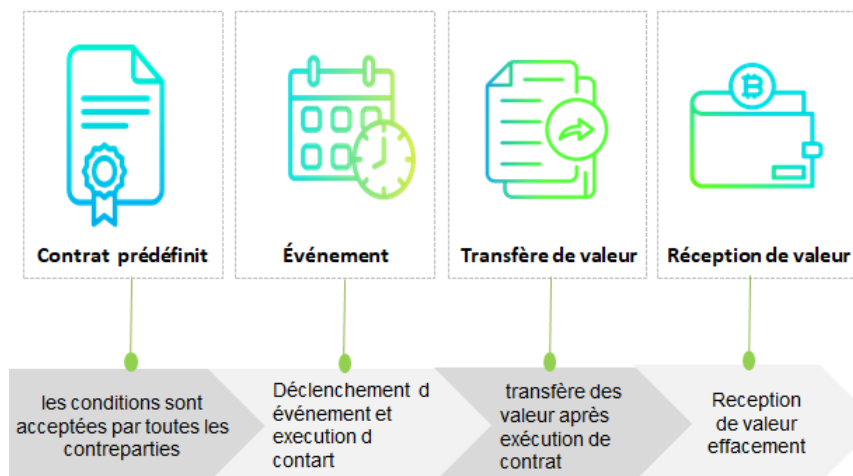 Contrat prédéfinit
Événement
Transfère de valeur
Réception de valeur
les conditions sont
acceptées par toutes les
contreparties
Déclenchement d
événement et
execution d
contart
transfère des
valeur après
exécution de
contrat
Reception
de valeur
effacement